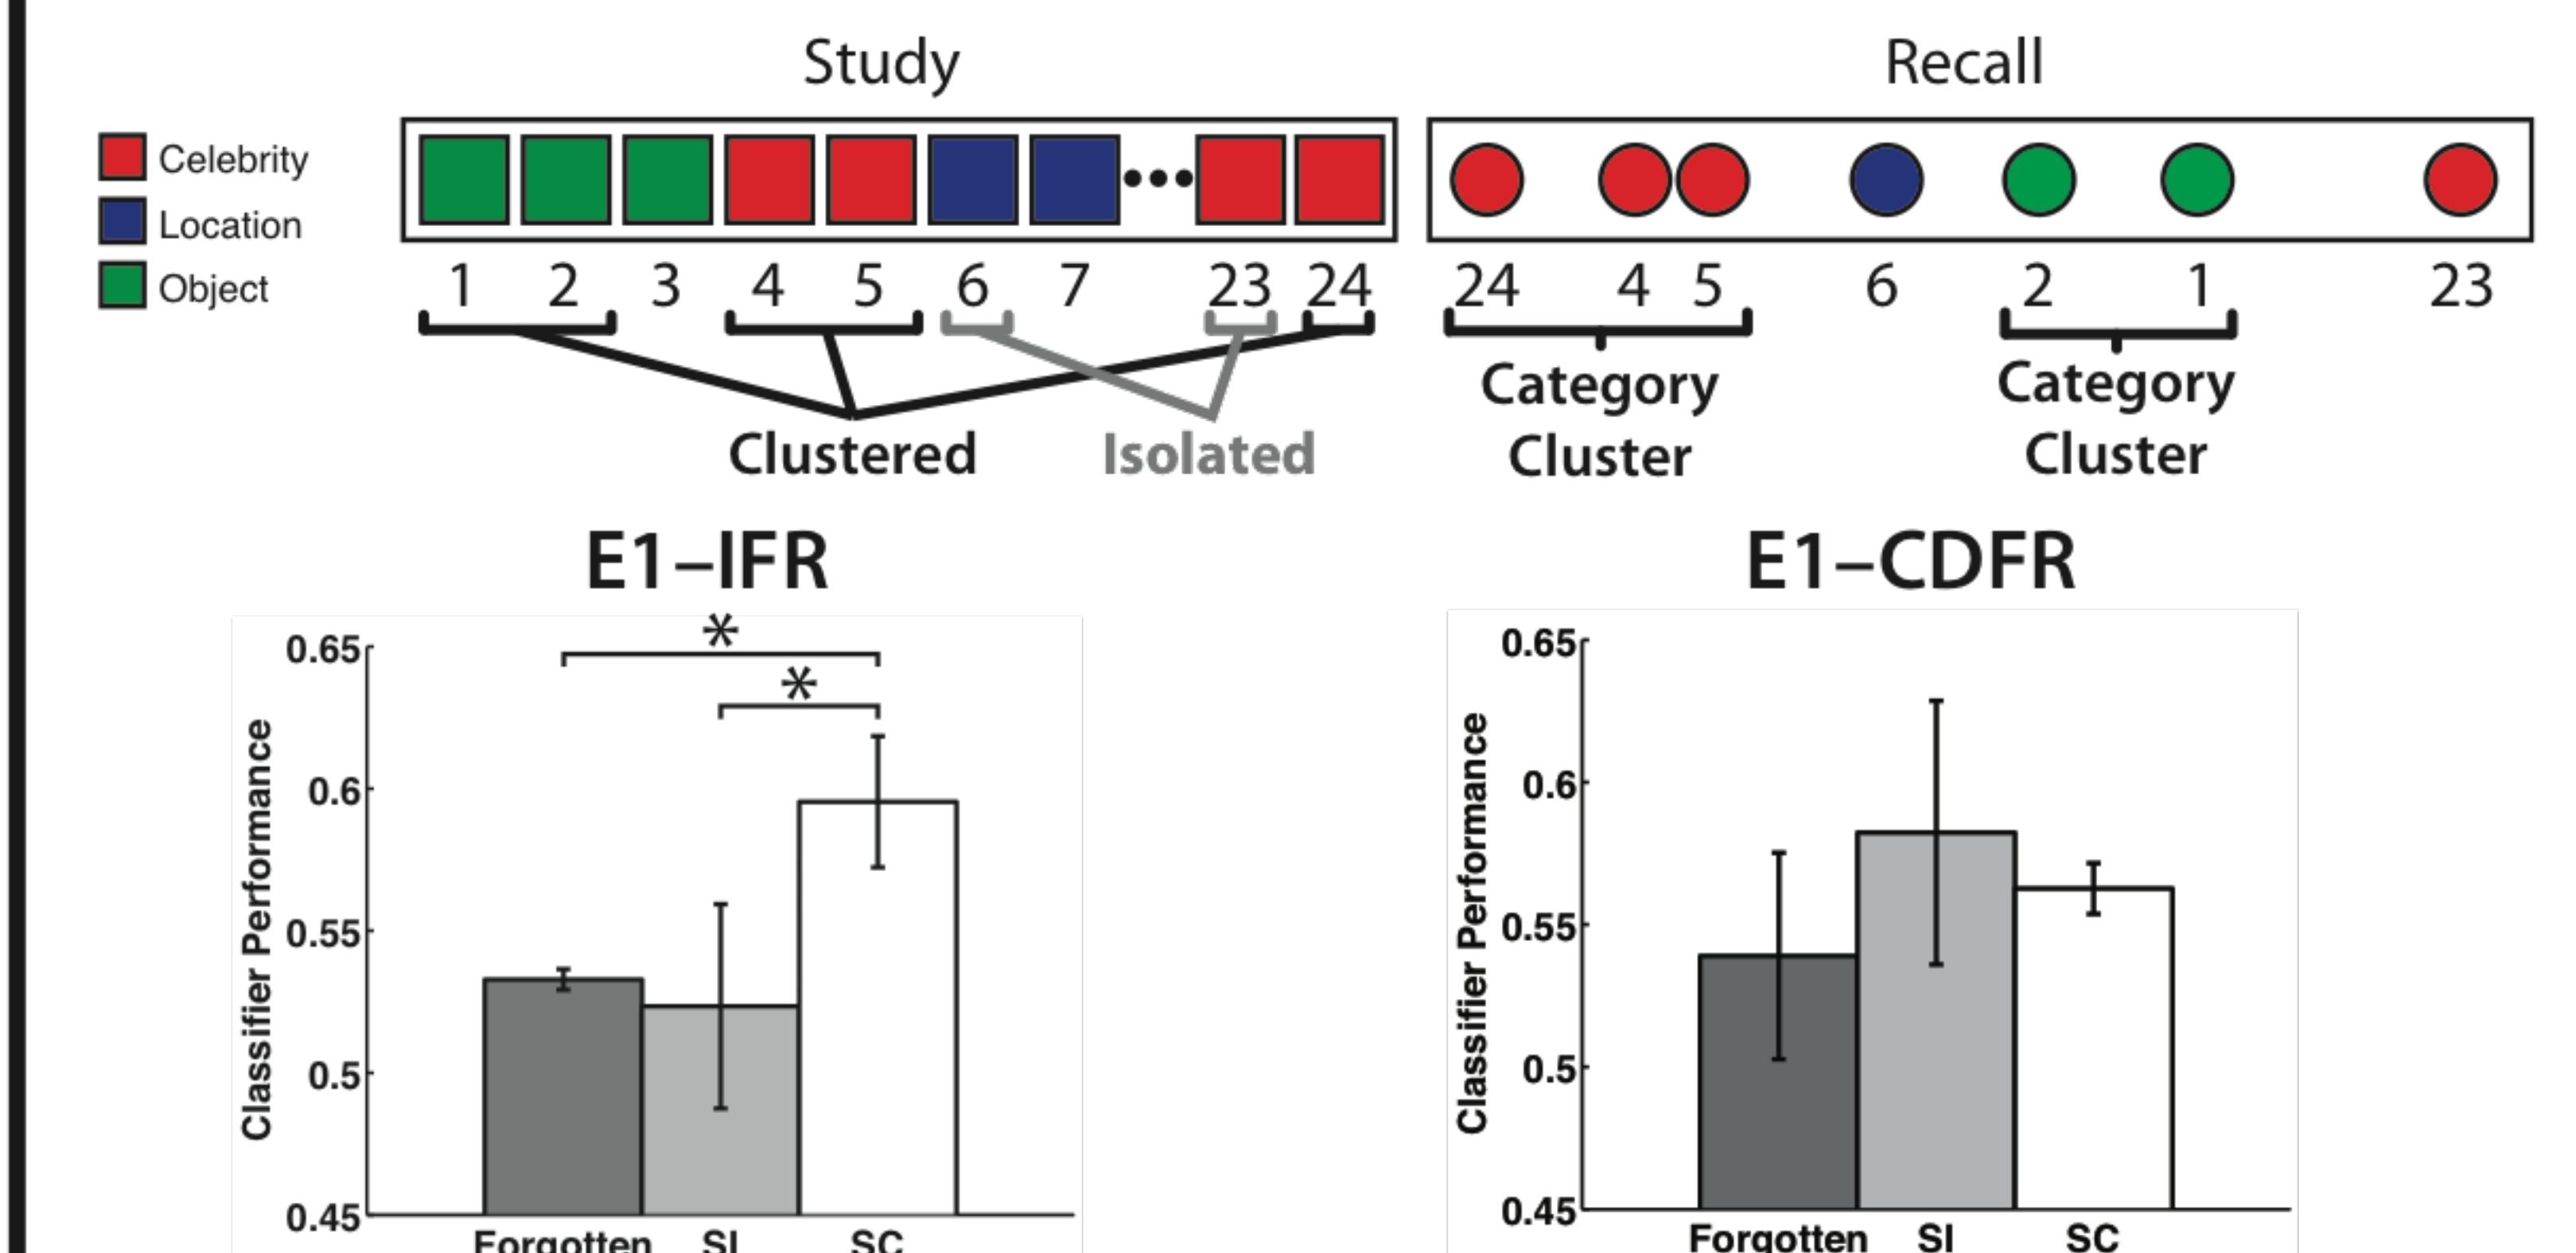 Study
Recall
Celebrity
Location
Object
1 2 3 4 5 6 7 23 24
24 4 5 6 2 1 23
Clustered
Isolated
Category
Cluster
Category
Cluster
E1–IFR
*
*
0.65
0.6
0.55
0.5
0.45
Classifier Performance
Forgotten SI SC
E1–CDFR
0.65
0.6
0.55
0.5
0.45
Classifier Performance
Forgotten SI SC